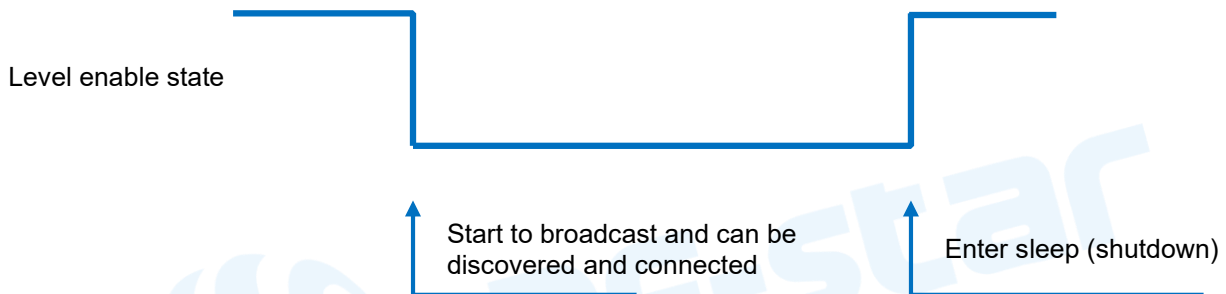 Level enable state
Start to broadcast and can be
discovered and connected
Enter sleep (shutdown)